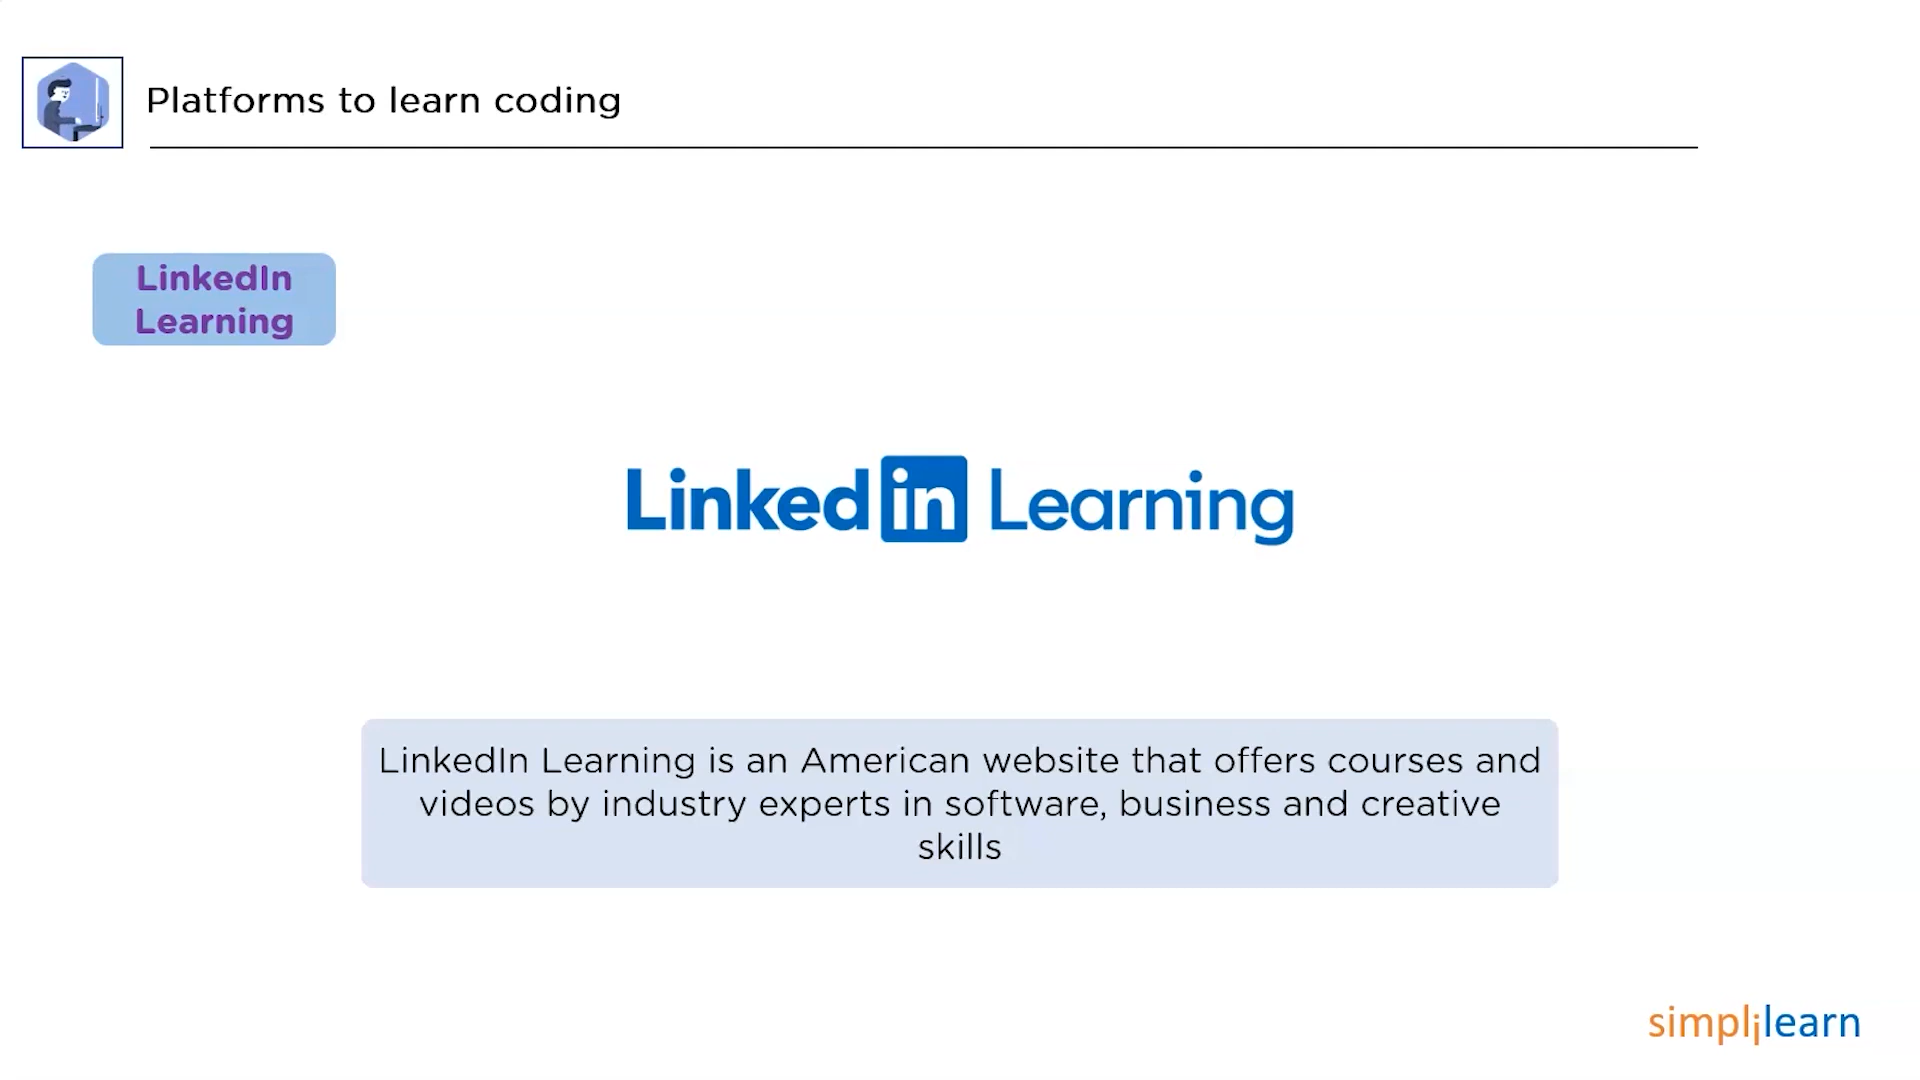 Platforms to learn coding
LinkedIn
Learning
Linked in Learning
LinkedIn Learning is an American website that offers courses and
videos by industry experts in software, business and creative
skills
simplilearn